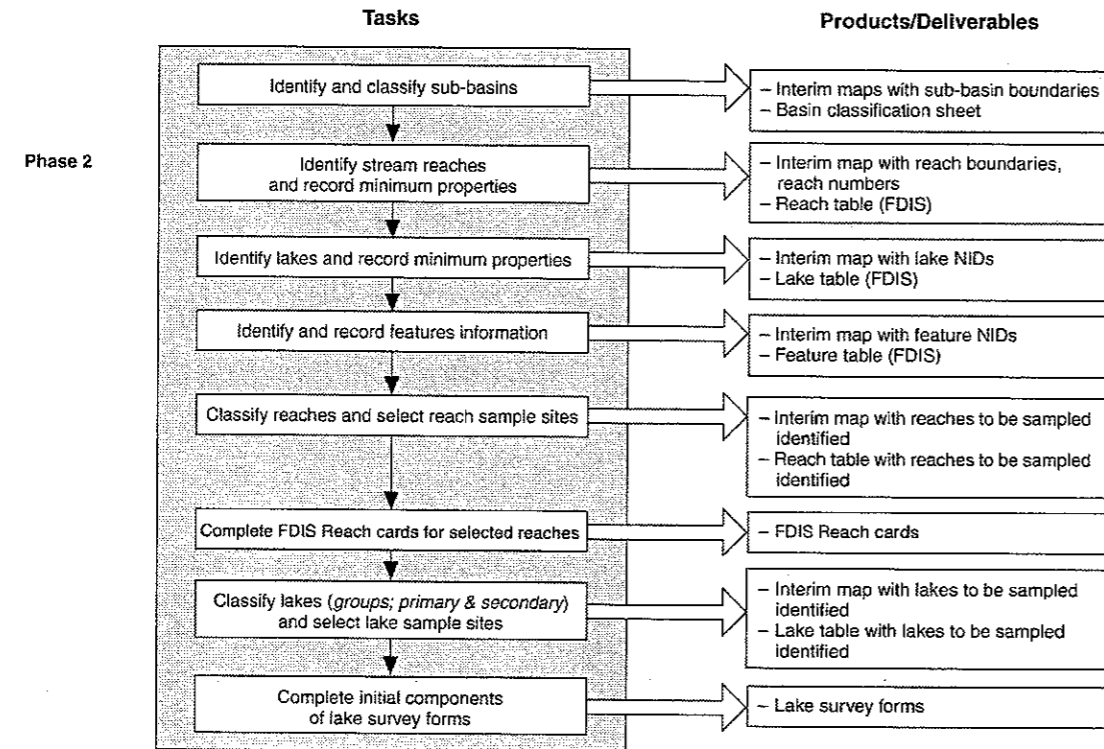 Tasks
Products/Deliverables
Phase 2
Identify and classify sub-basins
– Interim maps with sub-basin boundaries
– Basin classification sheet
Identify stream reaches
and record minimum properties
– Interim map with reach boundaries,
reach numbers
– Reach table (FDIS)
Identify lakes and record minimum properties
– Interim map with lake NIDs
– Lake table (FDIS)
Identify and record features information
– Interim map with feature NIDs
– Feature table (FDIS)
Classify reaches and select reach sample sites
– Interim map with reaches to be sampled
identified
– Reach table with reaches to be sampled
identified
Complete FDIS Reach cards for selected reaches
– FDIS Reach cards
Classify lakes (groups; primary & secondary)
and select lake sample sites
– Interim map with lakes to be sampled
identified
– Lake table with lakes to be sampled
identified
Complete initial components
of lake survey forms
– Lake survey forms